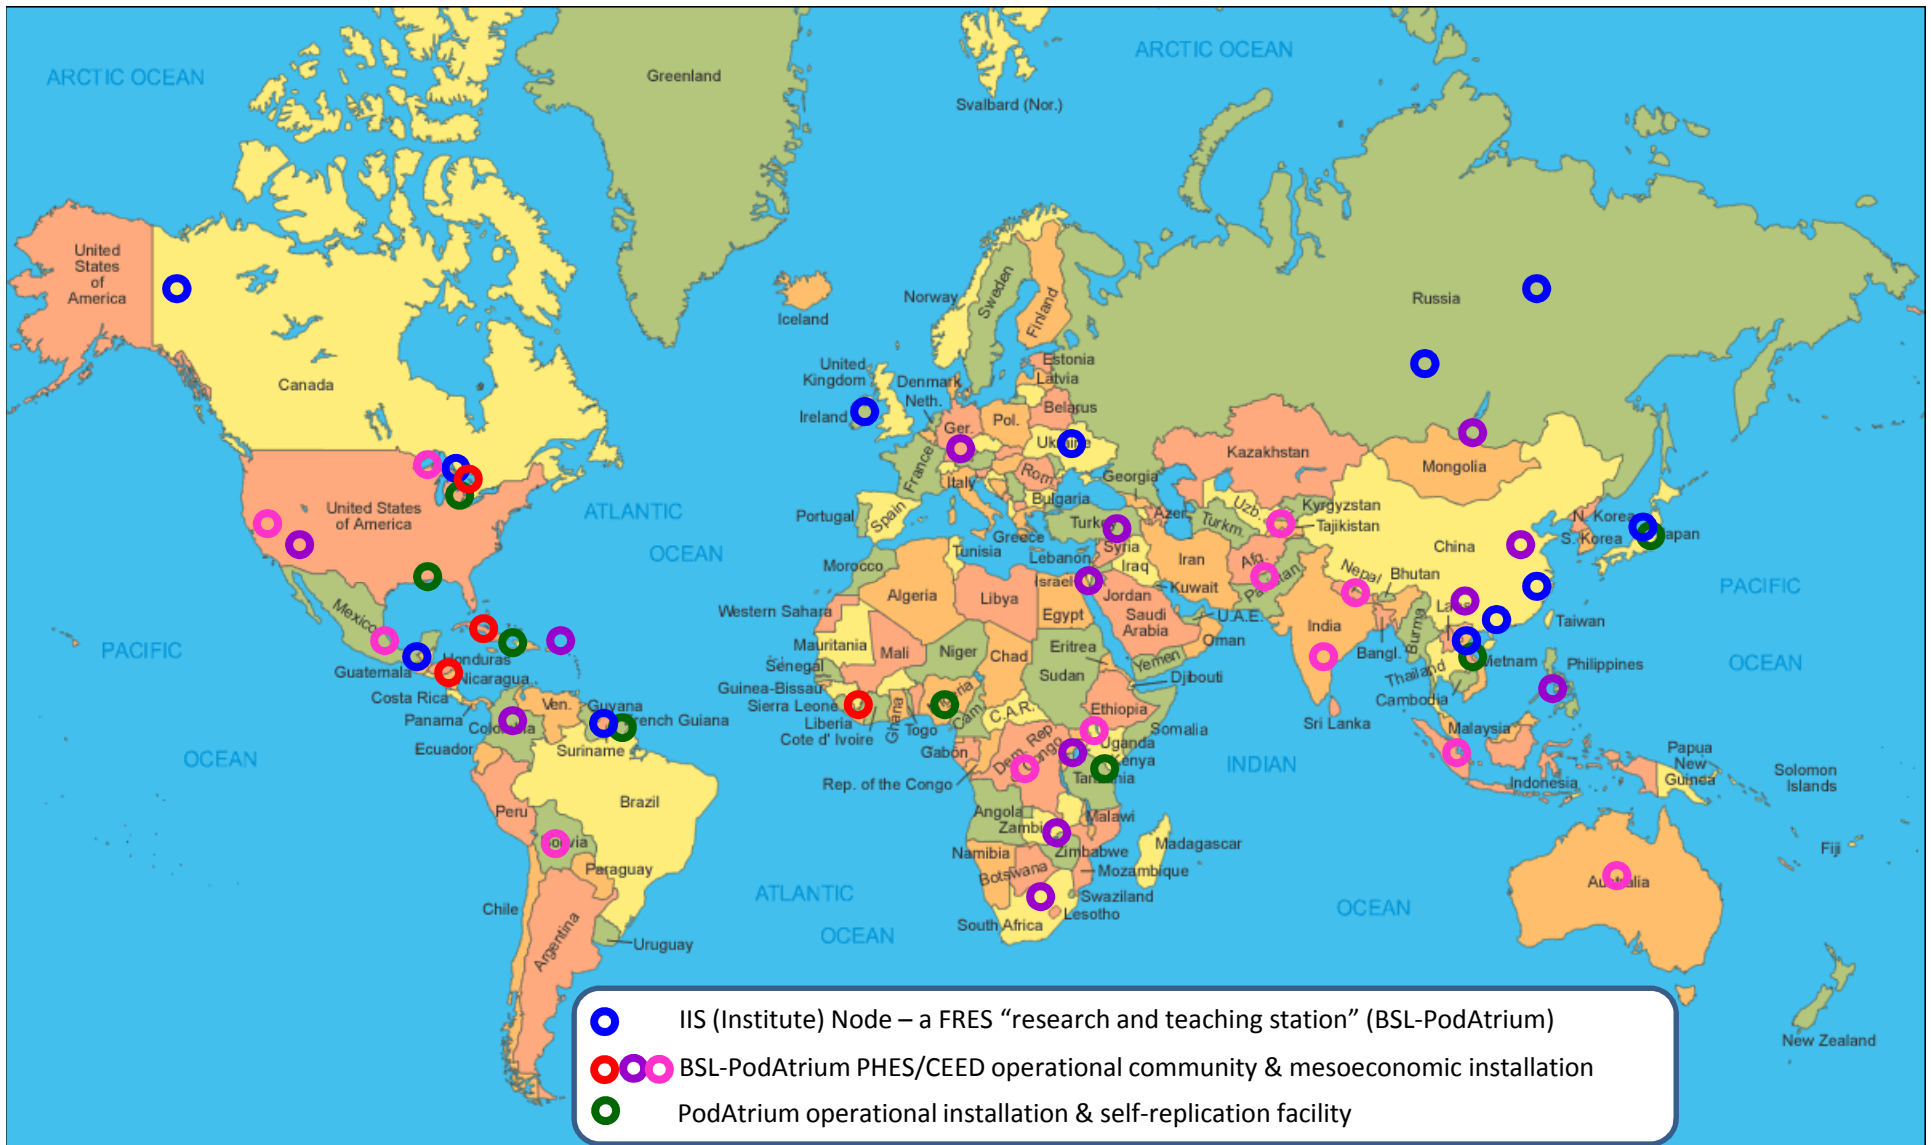 ARCTIC OCEAN
ARCTIC OCEAN
Greenland
Svalbard (Nor.)
United
States
of
America
Canada
Russia
Norway
Sweden
Finland
Iceland
Estonia
Latvia
United
Kingdom
Denmark
Neth.
Ireland
Belarus
Ger.
Pol.
Ukraine
Kazakhstan
Mongolia
France
Rom.
Italy
Bulgaria
Georgia
United States
of America
ATLANTIC
OCEAN
Portugal
Spain
Greece
Turkey
Azer.
Uzb.
Turkm.
Kyrgyzstan
Tajikistan
N. Korea
S. Korea
Japan
China
Tunisia
Morocco
Lebanon
Syria
Iraq
Iran
Afg.
Pakistan
Nepal
Bhutan
Israel
Jordan
Kuwait
PACIFIC
OCEAN
Mexico
Western Sahara
Algeria
Libya
Egypt
Saudi
Arabia
U.A.E.
Oman
India
Bangl.
Burma
Laos
Taiwan
PACIFIC
OCEAN
Mauritania
Mali
Niger
Chad
Eritrea
Sudan
Yemen
Djibouti
Thailand
Vietnam
Philippines
Cambodia
Guatemala
Honduras
Nicaragua
Costa Rica
Panama
Senegal
Guinea-Bissau
Sierra Leone
Liberia
Cote d' Ivoire
Ghana
Togo
Nigeria
Cam.
C.A.R.
Ethiopia
Somalia
Sri Lanka
Malaysia
Ven.
Guyana
French Guiana
Suriname
Colombia
Ecuador
Gabon
Rep. of the Congo
Dem. Rep.
Congo
Uganda
Kenya
Tanzania
INDIAN
OCEAN
Indonesia
Papua
New
Guinea
Solomon
Islands
Peru
Brazil
Bolivia
Paraguay
Chile
Argentina
Uruguay
ATLANTIC
OCEAN
Angola
Zambia
Malawi
Namibia
Botswana
Zimbabwe
Mozambique
Madagascar
Swaziland
Lesotho
South Africa
Australia
Fiji
New Zealand
IIS (Institute) Node – a FRES “research and teaching station” (BSL-PodAtrium)
BSL-PodAtrium PHES/CEED operational community & mesoeconomic installation
PodAtrium operational installation & self-replication facility